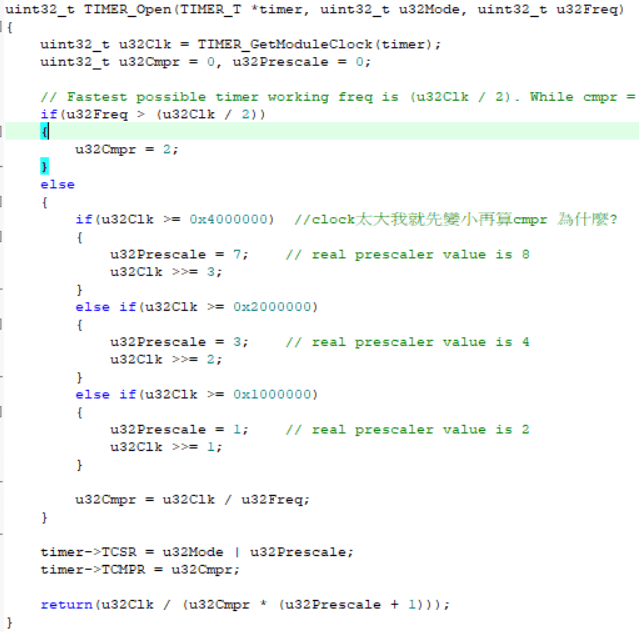 uint32_t TIMER_Open(TIMER_T *timer, uint32_t u32Mode, uint32_t u32Freq)
{
    uint32_t u32Clk = TIMER_GetModuleClock(timer);
    uint32_t u32Cmpr = 0, u32Prescale = 0;

    // Fastest possible timer working freq is (u32Clk / 2). While cmpr =
    if(u32Freq > (u32Clk / 2))
    {
        u32Cmpr = 2;
    }
    else
    {
        if(u32Clk >= 0x4000000)  //clock太大我就先變小再算cmpr 為什麼?
        {
            u32Prescale = 7;    // real prescaler value is 8
            u32Clk >>= 3;
        }
        else if(u32Clk >= 0x2000000)
        {
            u32Prescale = 3;    // real prescaler value is 4
            u32Clk >>= 2;
        }
        else if(u32Clk >= 0x1000000)
        {
            u32Prescale = 1;    // real prescaler value is 2
            u32Clk >>= 1;
        }

        u32Cmpr = u32Clk / u32Freq;
    }

    timer->TCSR = u32Mode | u32Prescale;
    timer->TCMPR = u32Cmpr;

    return(u32Clk / (u32Cmpr * (u32Prescale + 1)));
}